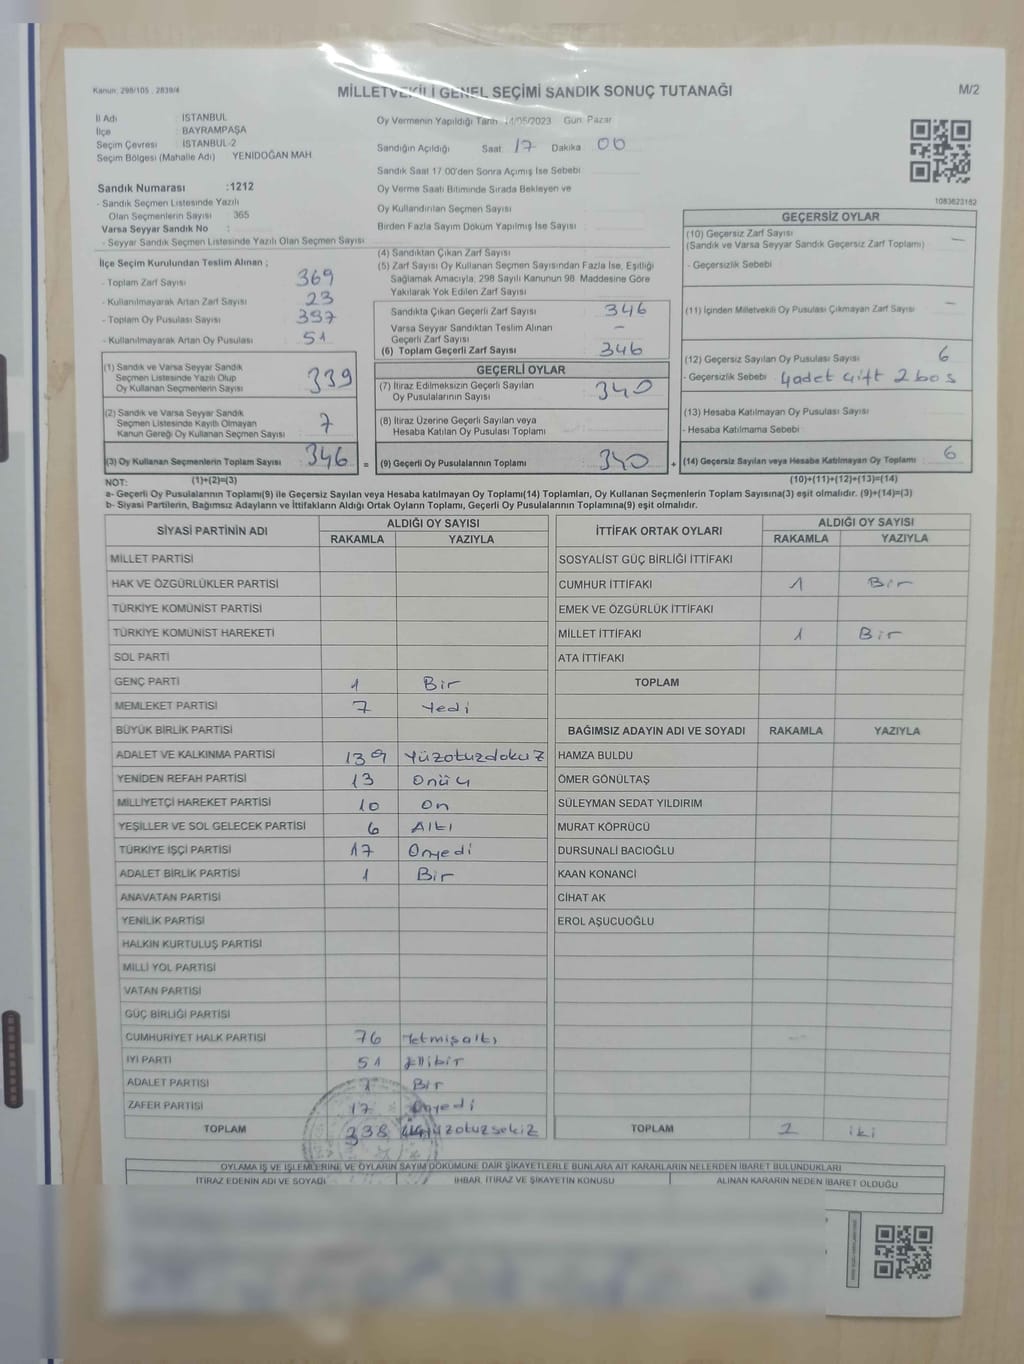 Kanun: 298/105 , 2839/4
MİLLETVEKİLİ GENEL SEÇİMİ SANDIK SONUÇ TUTANAĞI
M/2
İl Adı : İSTANBUL
İlçe : BAYRAMPAŞA
Seçim Çevresi : İSTANBUL-2
Seçim Bölgesi (Mahalle Adı) YENİDOĞAN MAH
Sandık Numarası :1212
- Sandık Seçmen Listesinde Yazılı
Olan Seçmenlerin Sayısı : 365
Varsa Seyyar Sandık No :
- Seyyar Sandık Seçmen Listesinde Yazılı Olan Seçmen Sayısı :
Oy Vermenin Yapıldığı Tarih 14/05/2023 Gün: Pazar
Sandığın Açıldığı Saat 17 Dakika 00
Sandık Saat 17:00'den Sonra Açımış İse Sebebi
Oy Verme Saati Bitiminde Sırada Bekleyen ve
Oy Kullandırılan Seçmen Sayısı
Birden Fazla Sayım Döküm Yapılmış İse Sayısı
1083623162
İlçe Seçim Kurulundan Teslim Alınan ;
- Toplam Zarf Sayısı : 369
- Kullanılmayarak Artan Zarf Sayısı : 23
- Toplam Oy Pusulası Sayısı : 397
- Kullanılmayarak Artan Oy Pusulası : 51
(1) Sandık ve Varsa Seyyar Sandık
Seçmen Listesinde Yazılı Olup
Oy Kullanan Seçmenlerin Sayısı : 339
(2) Sandık ve Varsa Seyyar Sandık
Seçmen Listesinde Kayıtlı Olmayan
Kanun Gereği Oy Kullanan Seçmen Sayısı : 7
(3) Oy Kullanan Seçmenlerin Toplam Sayısı : 346
(4) Sandıktan Çıkan Zarf Sayısı
(5) Zarf Sayısı Oy Kullanan Seçmen Sayısından Fazla İse, Eşitliği
Sağlamak Amacıyla, 298 Sayılı Kanunun 98. Maddesine Göre
Yakılarak Yok Edilen Zarf Sayısı
Sandıkta Çıkan Geçerli Zarf Sayısı : 346
Varsa Seyyar Sandıktan Teslim Alınan
Geçerli Zarf Sayısı : -
(6) Toplam Geçerli Zarf Sayısı : 346
GEÇERLİ OYLAR
(7) İtiraz Edilmeksizin Geçerli Sayılan
Oy Pusulalarının Sayısı : 340
(8) İtiraz Üzerine Geçerli Sayılan veya
Hesaba Katılan Oy Pusulası Toplamı :
= (9) Geçerli Oy Pusulalarının Toplamı : 340
GEÇERSİZ OYLAR
(10) Geçersiz Zarf Sayısı : -
(Sandık ve Varsa Seyyar Sandık Geçersiz Zarf Toplamı)
- Geçersizlik Sebebi
(11) İçinden Milletvekili Oy Pusulası Çıkmayan Zarf Sayısı : -
(12) Geçersiz Sayılan Oy Pusulası Sayısı : 6
- Geçersizlik Sebebi : 4 adet çift 2 boş
(13) Hesaba Katılmayan Oy Pusulası Sayısı :
- Hesaba Katılmama Sebebi
+ (14) Geçersiz Sayılan veya Hesaba Katılmayan Oy Toplamı : 6
NOT: (1)+(2)=(3) (10)+(11)+(12)+(13)=(14)
a- Geçerli Oy Pusulalarının Toplamı(9) ile Geçersiz Sayılan veya Hesaba katılmayan Oy Toplamı(14) Toplamları, Oy Kullanan Seçmenlerin Toplam Sayısına(3) eşit olmalıdır. (9)+(14)=(3)
b- Siyasi Partilerin, Bağımsız Adayların ve İttifakların Aldığı Ortak Oyların Toplamı, Geçerli Oy Pusulalarının Toplamına(9) eşit olmalıdır.
SİYASİ PARTİNİN ADI ALDIĞI OY SAYISI
RAKAMLA YAZIYLA
MİLLET PARTİSİ
HAK VE ÖZGÜRLÜKLER PARTİSİ
TÜRKİYE KOMÜNİST PARTİSİ
TÜRKİYE KOMÜNİST HAREKETİ
SOL PARTİ
GENÇ PARTİ 1 Bir
MEMLEKET PARTİSİ 7 Yedi
BÜYÜK BİRLİK PARTİSİ
ADALET VE KALKINMA PARTİSİ 139 Yüzotuzdokuz
YENİDEN REFAH PARTİSİ 13 Onüç
MİLLİYETÇİ HAREKET PARTİSİ 10 On
YEŞİLLER VE SOL GELECEK PARTİSİ 6 Altı
TÜRKİYE İŞÇİ PARTİSİ 17 Onyedi
ADALET BİRLİK PARTİSİ 1 Bir
ANAVATAN PARTİSİ
YENİLİK PARTİSİ
HALKIN KURTULUŞ PARTİSİ
MİLLİ YOL PARTİSİ
VATAN PARTİSİ
GÜÇ BİRLİĞİ PARTİSİ
CUMHURİYET HALK PARTİSİ 76 Yetmişaltı
İYİ PARTİ 51 Ellibir
ADALET PARTİSİ 1 Bir
ZAFER PARTİSİ 17 Onyedi
TOPLAM 338 üçyüzotuzsekiz
İTTİFAK ORTAK OYLARI ALDIĞI OY SAYISI
RAKAMLA YAZIYLA
SOSYALİST GÜÇ BİRLİĞİ İTTİFAKI
CUMHUR İTTİFAKI 1 Bir
EMEK VE ÖZGÜRLÜK İTTİFAKI
MİLLET İTTİFAKI 1 Bir
ATA İTTİFAKI
TOPLAM
BAĞIMSIZ ADAYIN ADI VE SOYADI RAKAMLA YAZIYLA
HAMZA BULDU
ÖMER GÖNÜLTAŞ
SÜLEYMAN SEDAT YILDIRIM
MURAT KÖPRÜCÜ
DURSUNALİ BACIOĞLU
KAAN KONANCİ
CİHAT AK
EROL AŞUCUOĞLU
TOPLAM 2 iki
OYLAMA İŞ VE İŞLEMLERİNE VE OYLARIN SAYIM DÖKÜMÜNE DAİR ŞİKAYETLERLE BUNLARA AİT KARARLARIN NELERDEN İBARET BULUNDUKLARI
İTİRAZ EDENİN ADI VE SOYADI İHBAR, İTİRAZ VE ŞİKAYETİN KONUSU ALINAN KARARIN NEDEN İBARET OLDUĞU